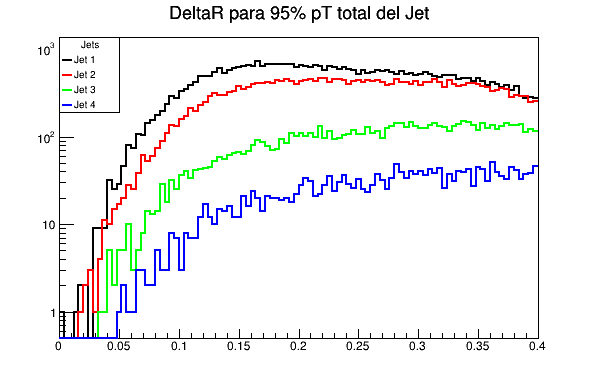 DeltaR para 95% pT total del Jet
Jets
Jet 1
Jet 2
Jet 3
Jet 4
10³
10²
10
1
0 0.05 0.1 0.15 0.2 0.25 0.3 0.35 0.4